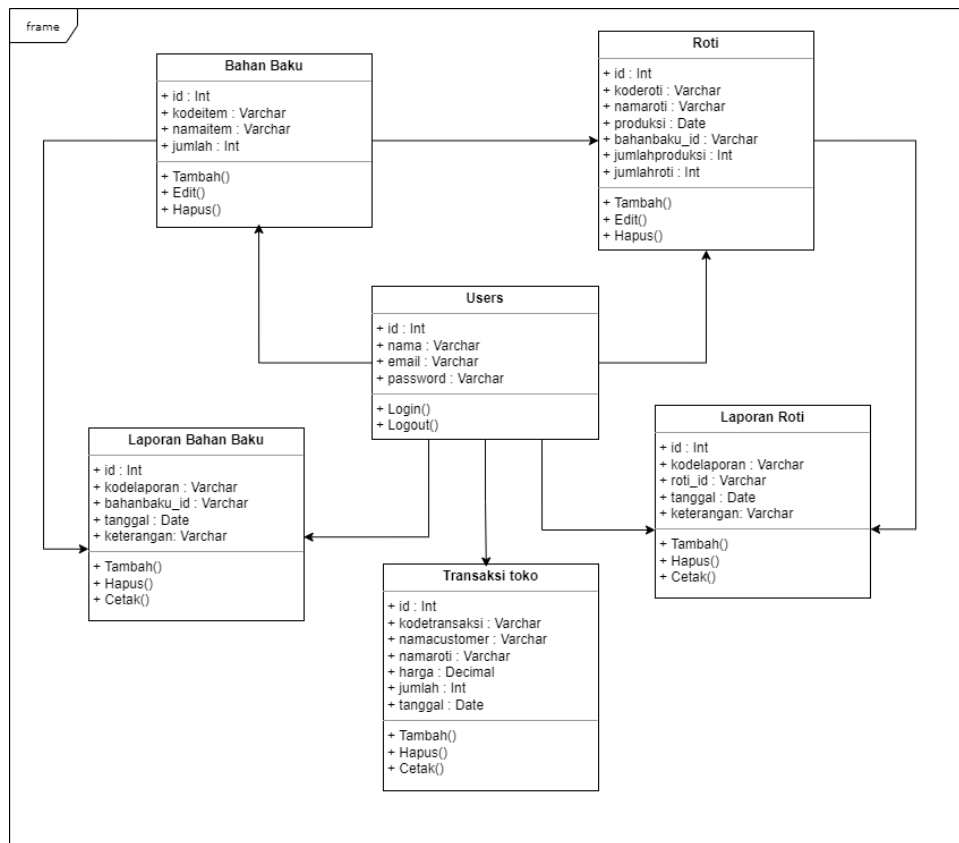 frame
Bahan Baku
+ id : Int
+ kodeitem : Varchar
+ namaitem : Varchar
+ jumlah : Int
+ Tambah()
+ Edit()
+ Hapus()
Roti
+ id : Int
+ koderoti : Varchar
+ namaroti : Varchar
+ produksi : Date
+ bahanbaku_id : Varchar
+ jumlahproduksi : Int
+ jumlahroti : Int
+ Tambah()
+ Edit()
+ Hapus()
Users
+ id : Int
+ nama : Varchar
+ email : Varchar
+ password : Varchar
+ Login()
+ Logout()
Laporan Bahan Baku
+ id : Int
+ kodelaporan : Varchar
+ bahanbaku_id : Varchar
+ tanggal : Date
+ keterangan: Varchar
+ Tambah()
+ Hapus()
+ Cetak()
Laporan Roti
+ id : Int
+ kodelaporan : Varchar
+ roti_id : Varchar
+ tanggal : Date
+ keterangan: Varchar
+ Tambah()
+ Hapus()
+ Cetak()
Transaksi toko
+ id : Int
+ kodetransaksi : Varchar
+ namacustomer : Varchar
+ namaroti : Varchar
+ harga : Decimal
+ jumlah : Int
+ tanggal : Date
+ Tambah()
+ Hapus()
+ Cetak()